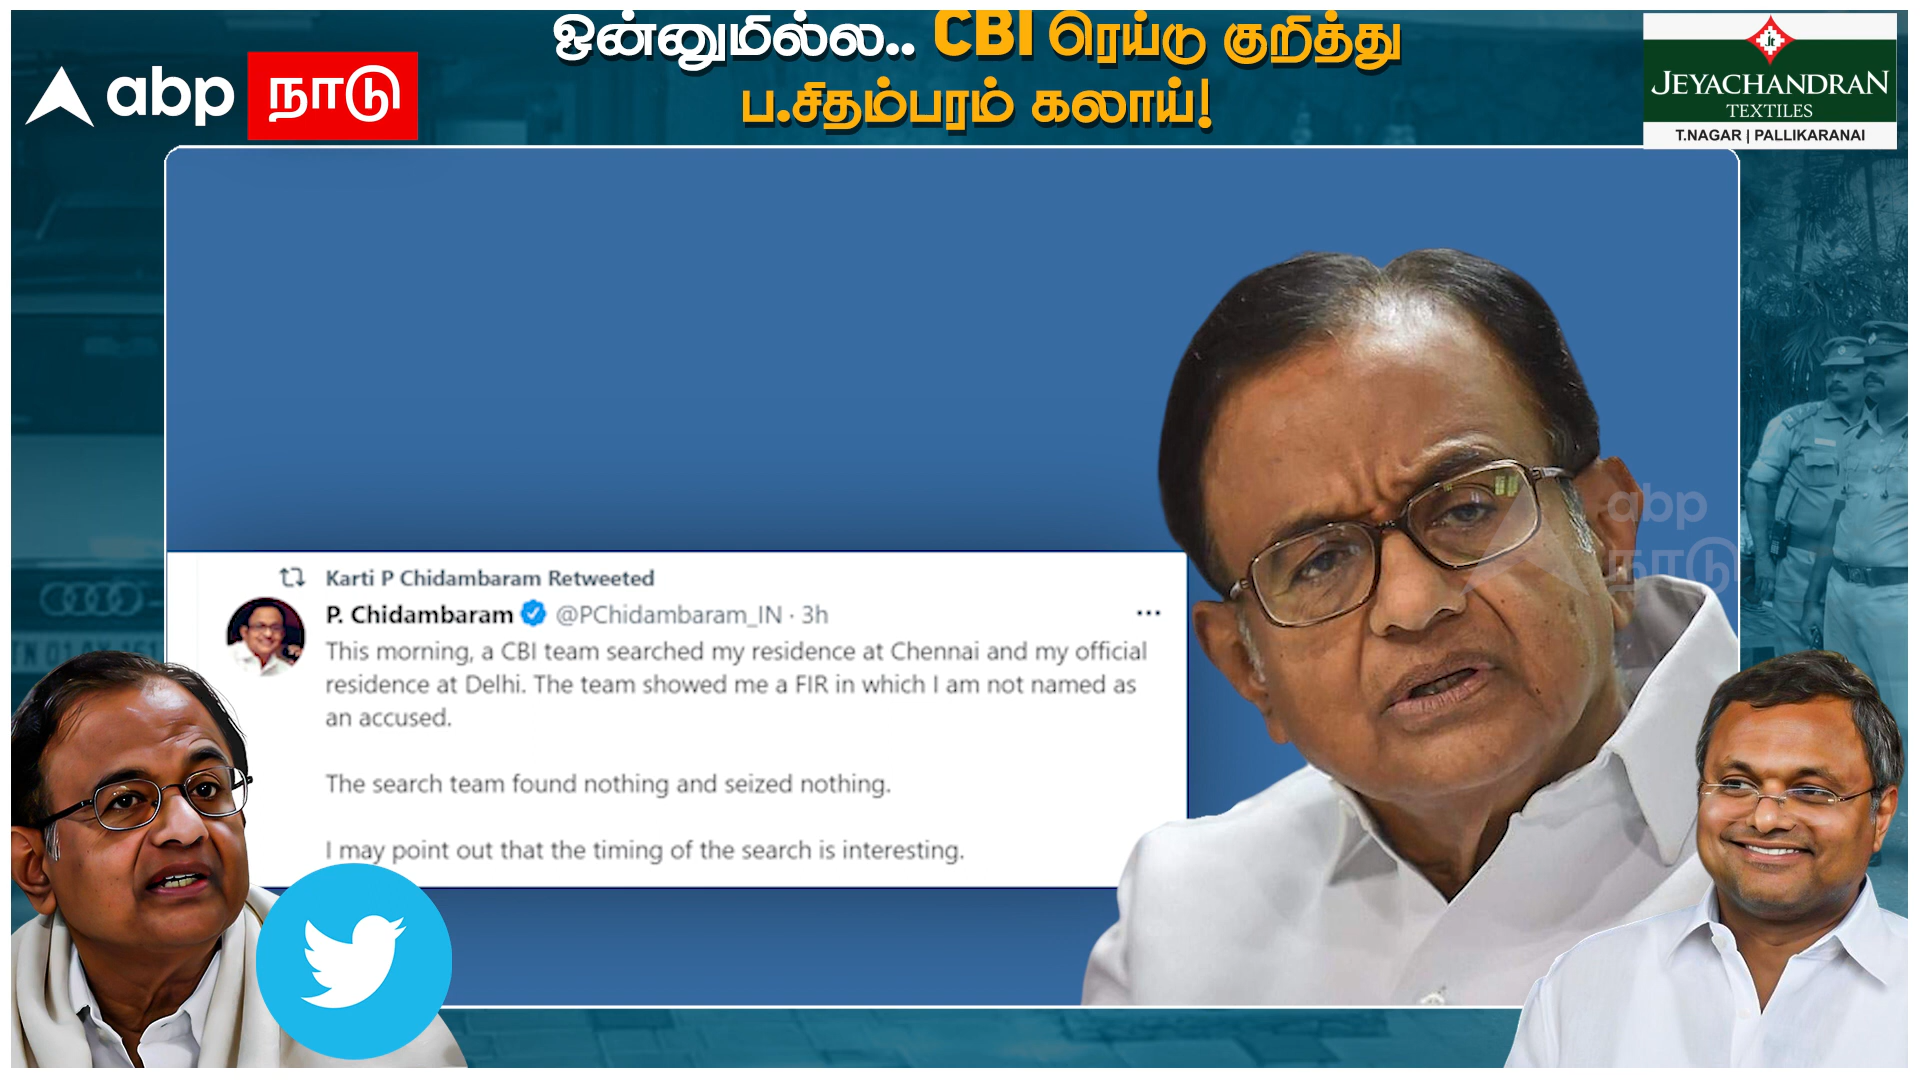 ஒன்னுமில்ல.. CBI ரெய்டு குறித்து
ப.சிதம்பரம் கலாய்!
abp நாடு
Jt
JEYACHANDRAN
TEXTILES
T.NAGAR | PALLIKARANAI
abp
நாடு
Karti P Chidambaram Retweeted
P. Chidambaram @PChidambaram_IN · 3h
This morning, a CBI team searched my residence at Chennai and my official
residence at Delhi. The team showed me a FIR in which I am not named as
an accused.
The search team found nothing and seized nothing.
I may point out that the timing of the search is interesting.